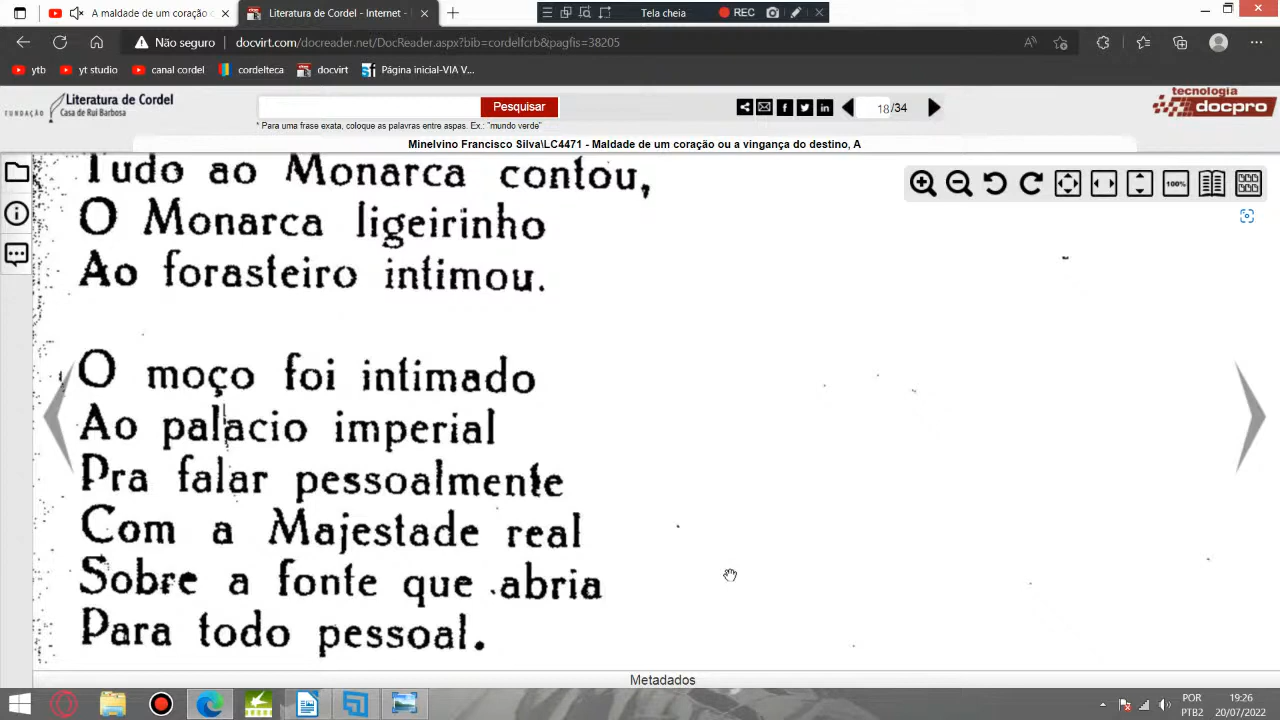 A maldade de um coração c
Literatura de Cordel - Internet -
Tela cheia
REC
Não seguro
docvirt.com/docreader.net/DocReader.aspx?bib=cordelfcrb&pagfis=38205
ytb
yt studio
canal cordel
cordelteca
docvirt
Página inicial-VIA V...
FUNDAÇÃO
Literatura de Cordel
Casa de Rui Barbosa
Pesquisar
* Para uma frase exata, coloque as palavras entre aspas. Ex.: "mundo verde"
18 /34
tecnologia
docpro
Minelvino Francisco Silva\LC4471 - Maldade de um coração ou a vingança do destino, A
100%
Tudo ao Monarca contou,
O Monarca ligeirinho
Ao forasteiro intimou.
O moço foi intimado
Ao palacio imperial
Pra falar pessoalmente
Com a Majestade real
Sobre a fonte que abria
Para todo pessoal.
Metadados
POR
PTB2
19:26
20/07/2022